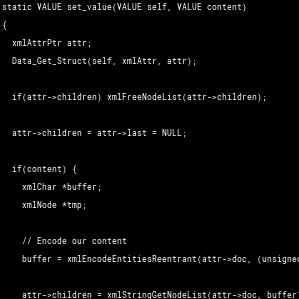 static VALUE set_value(VALUE self, VALUE content)
{
xmlAttrPtr attr;
Data_Get_Struct(self, xmlAttr, attr);
if(attr->children) xmlFreeNodeList(attr->children);
attr->children = attr->last = NULL;
if(content) {
xmlChar *buffer;
xmlNode *tmp;
// Encode our content
buffer = xmlEncodeEntitiesReentrant(attr->doc, (unsigned
attr->children = xmlStringGetNodeList(attr->doc, buffer